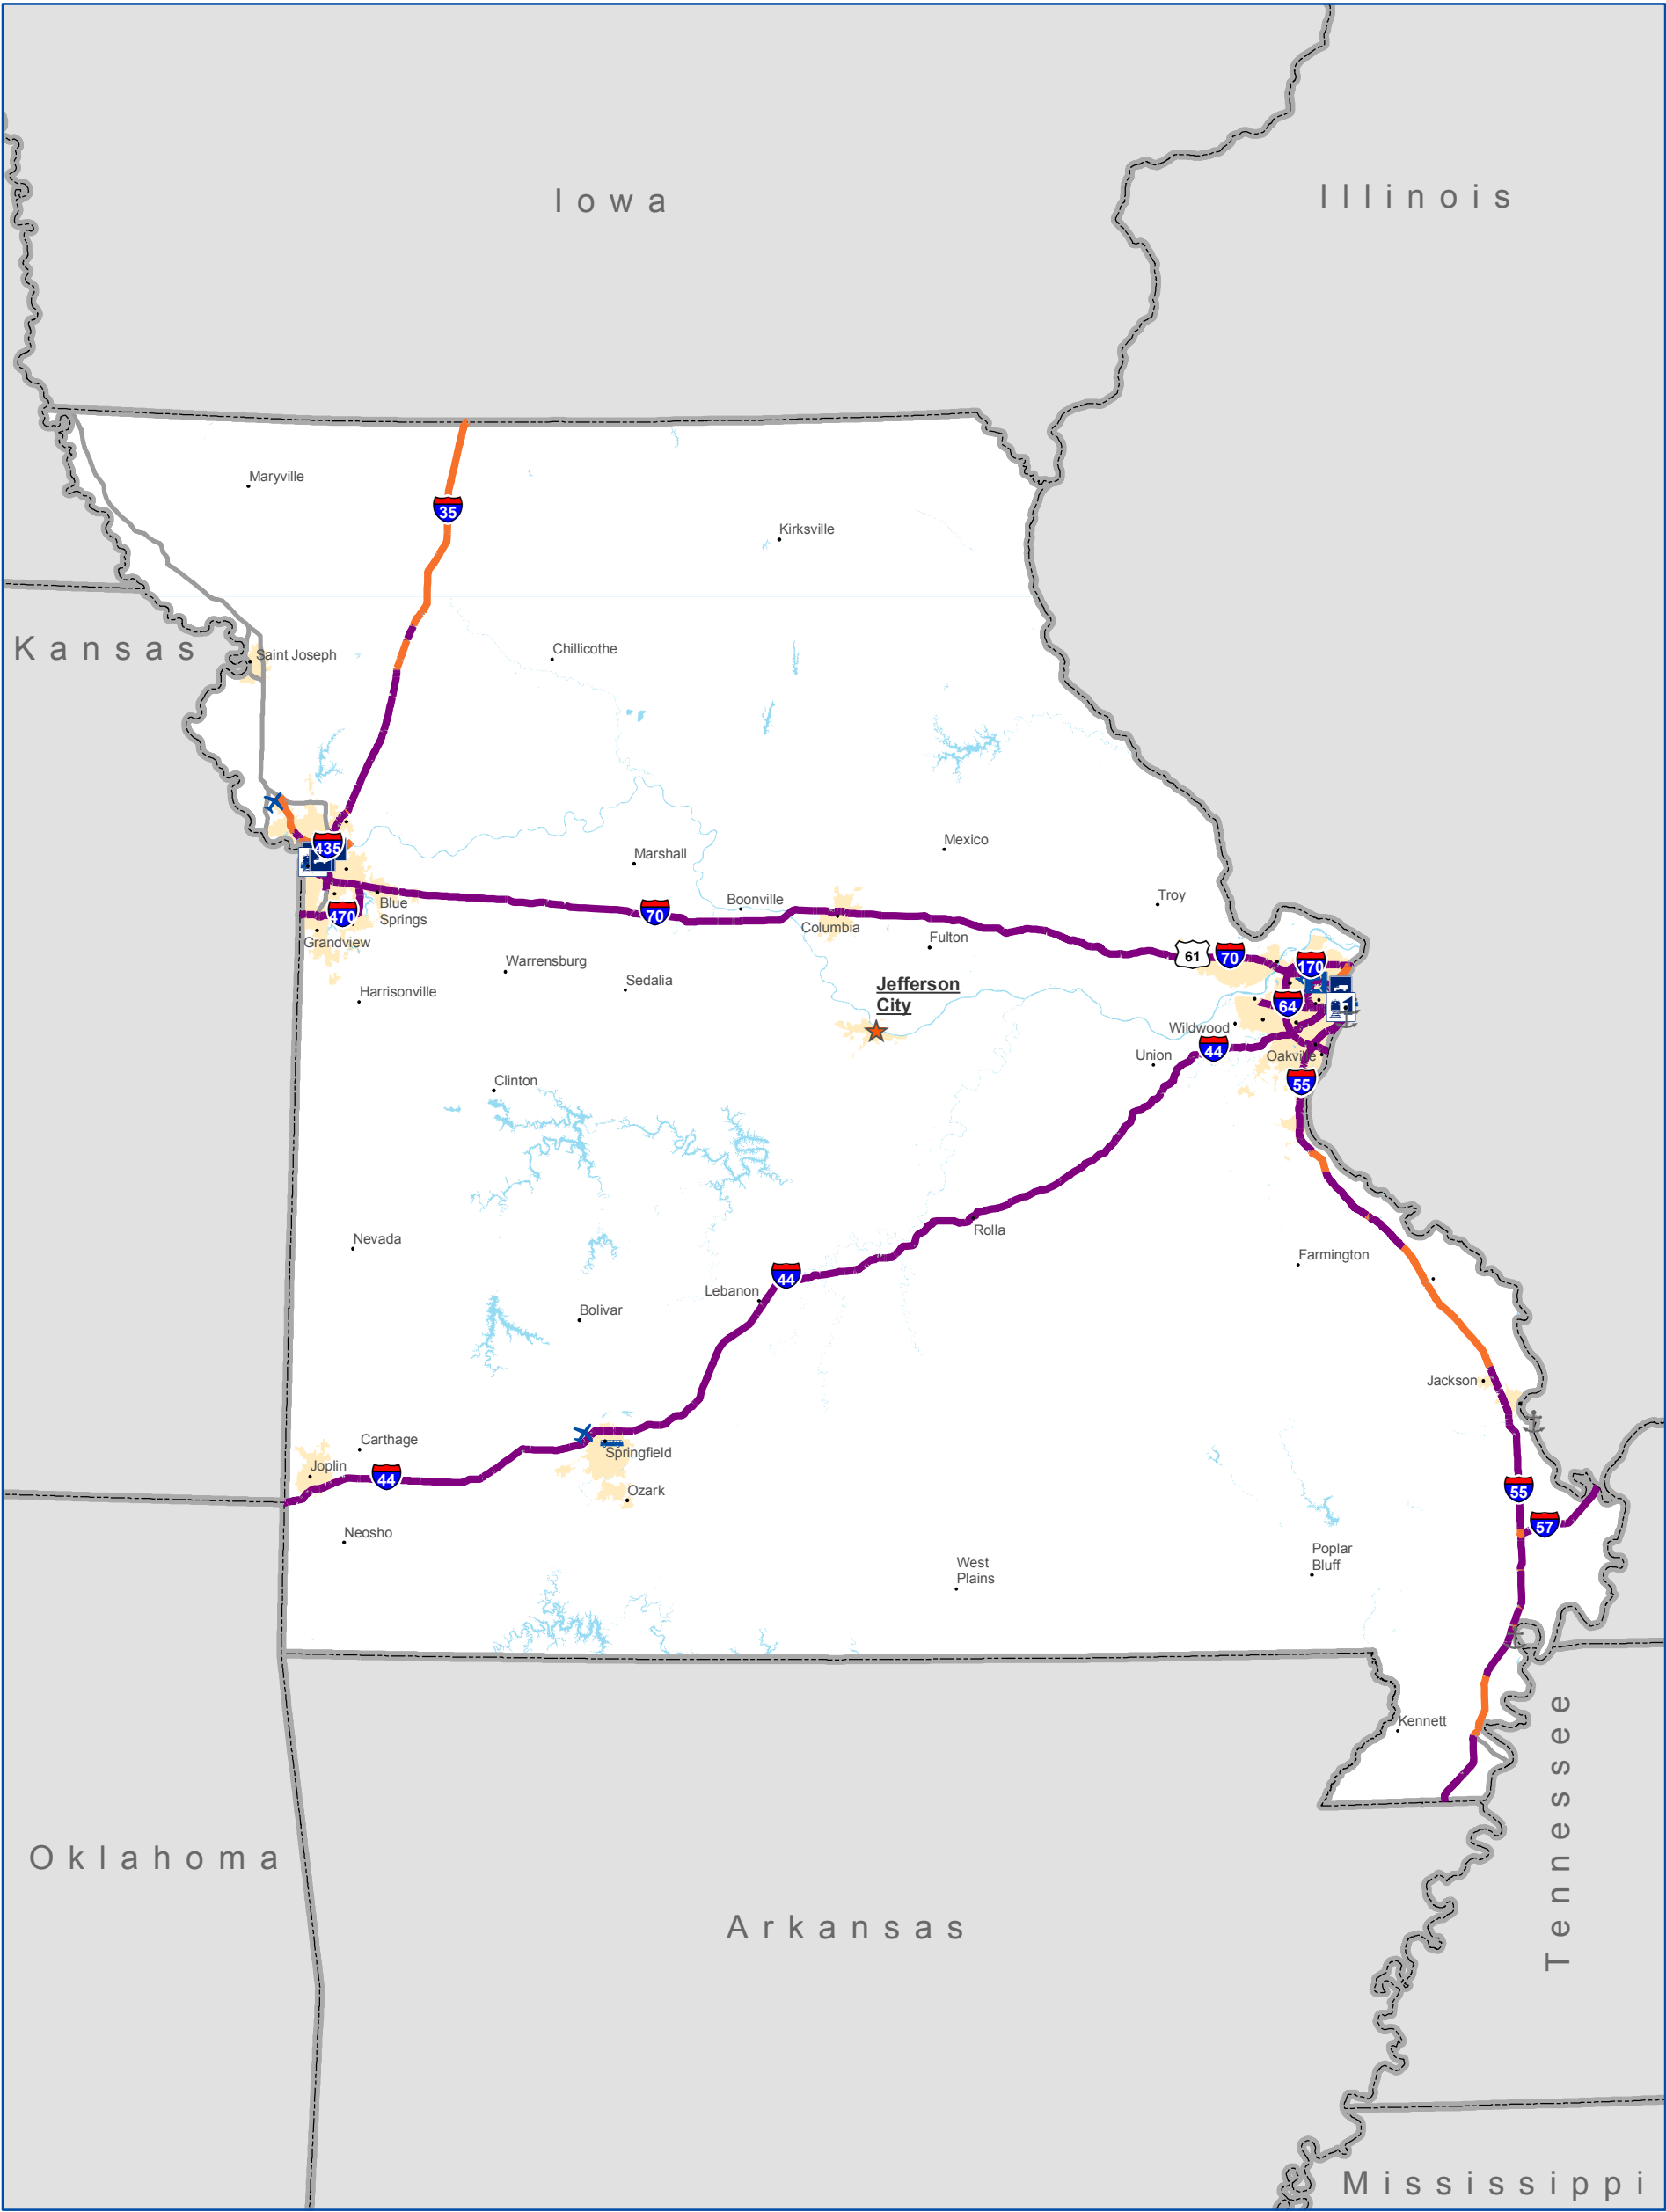 Iowa
Illinois
Maryville
35
Kirksville
Kansas
Saint Joseph
Chillicothe
435
Marshall
Mexico
Blue
Springs
470
Grandview
70
Boonville
Columbia
Fulton
Troy
61
70
170
Warrensburg
Sedalia
Harrisonville
Jefferson
City
64
Wildwood
44
Union
Oakville
55
Clinton
Nevada
Rolla
Farmington
44
Lebanon
Bolivar
Jackson
Carthage
Joplin
44
Springfield
Ozark
55
57
Neosho
West
Plains
Poplar
Bluff
Kennett
Tennessee
Oklahoma
Arkansas
Mississippi